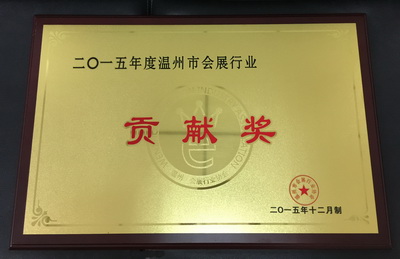 二〇一五年度温州市会展行业
贡献奖
二〇一五年十二月制